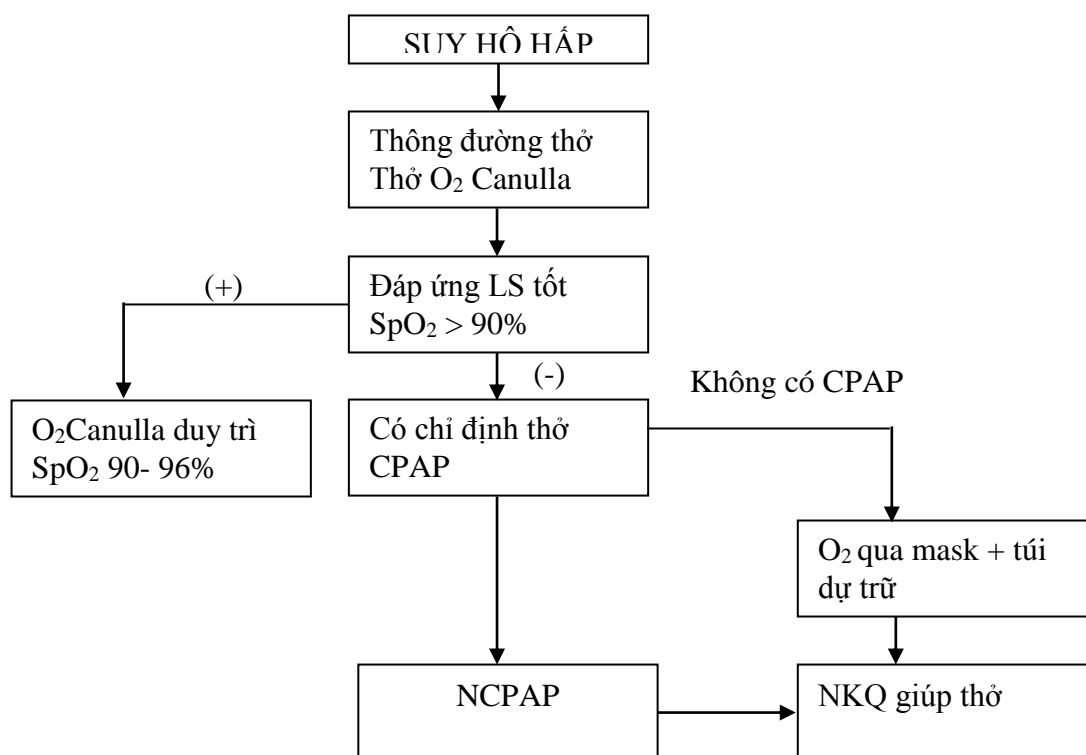 SUY HÔ HẤP
Thông đường thở
Thở O₂ Canulla
(+)
Đáp ứng LS tốt
SpO₂ > 90%
(-)
Không có CPAP
O₂Canulla duy trì
SpO₂ 90- 96%
Có chỉ định thở
CPAP
O₂ qua mask + túi
dự trữ
NCPAP
NKQ giúp thở